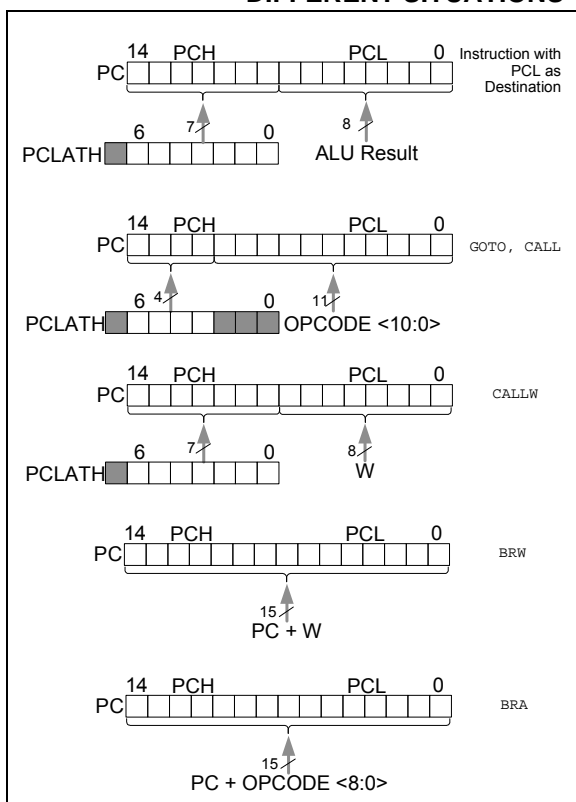 DIFFERENT SITUATIONS
14 PCH PCL 0
PC
Instruction with
PCL as
Destination
7 8
6 0
PCLATH
ALU Result
14 PCH PCL 0
PC
GOTO, CALL
6 4 0 11
PCLATH
OPCODE <10:0>
14 PCH PCL 0
PC
CALLW
7 8
6 0
PCLATH
W
14 PCH PCL 0
PC
BRW
15
PC + W
14 PCH PCL 0
PC
BRA
15
PC + OPCODE <8:0>